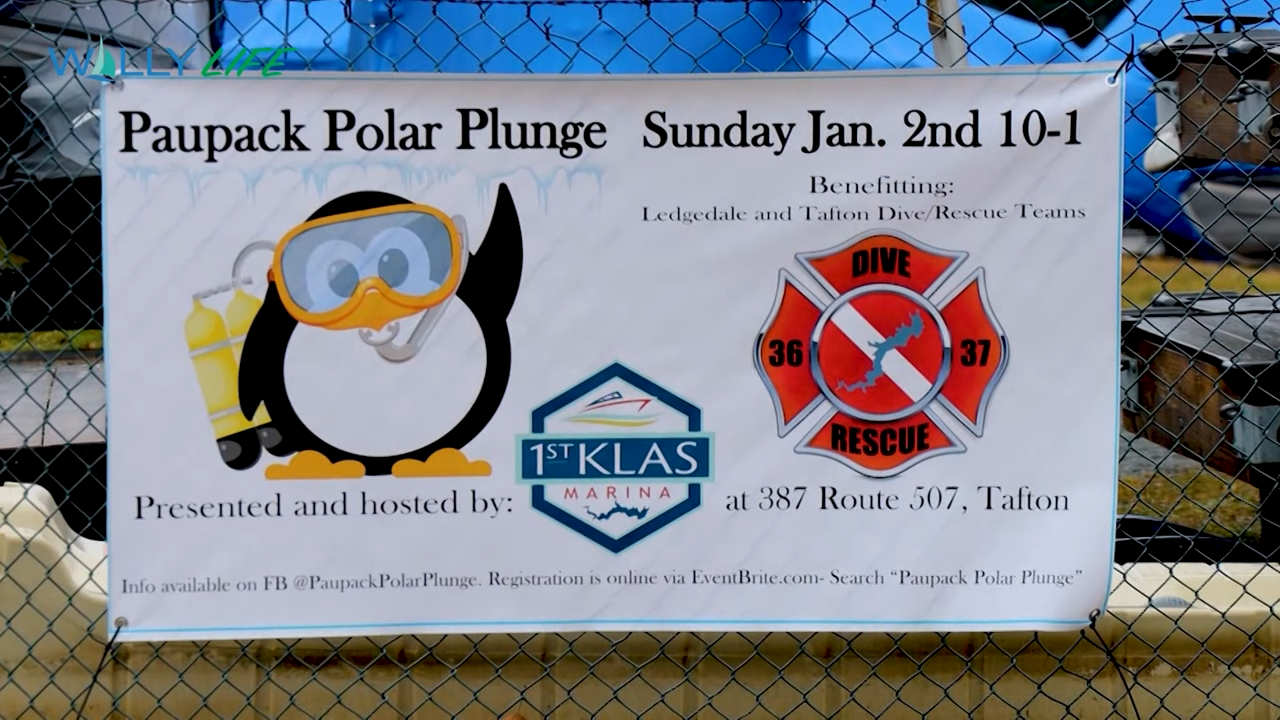 WALLY LIFE
Paupack Polar Plunge Sunday Jan. 2nd 10-1
Benefitting:
Ledgedale and Tafton Dive/Rescue Teams
DIVE
36 37
RESCUE
1ST KLAS
MARINA
Presented and hosted by:
at 387 Route 507, Tafton
Info available on FB @PaupackPolarPlunge. Registration is online via EventBrite.com- Search “Paupack Polar Plunge”